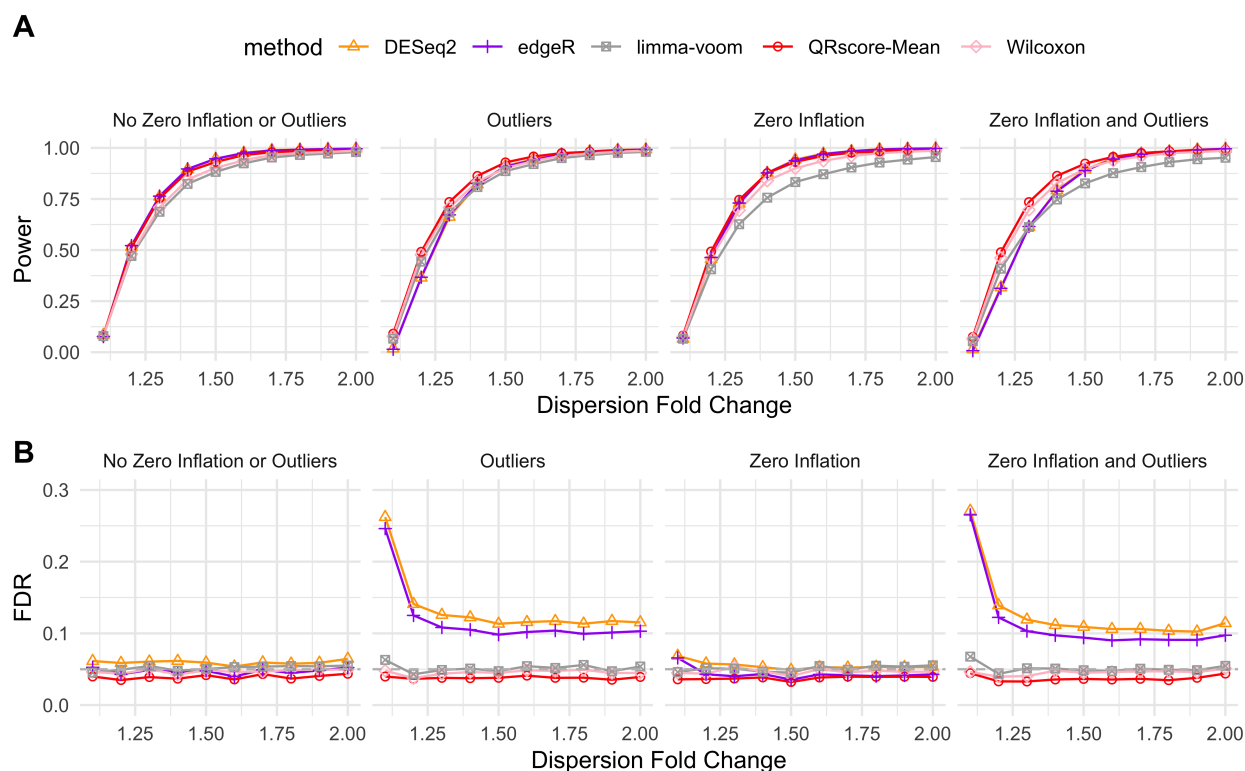 A
method DESeq2 edgeR limma-voom QRscore-Mean Wilcoxon
No Zero Inflation or Outliers Outliers Zero Inflation Zero Inflation and Outliers
1.00
0.75
0.50
0.25
0.00
Power
1.25 1.50 1.75 2.00 1.25 1.50 1.75 2.00 1.25 1.50 1.75 2.00 1.25 1.50 1.75 2.00
Dispersion Fold Change
B
No Zero Inflation or Outliers Outliers Zero Inflation Zero Inflation and Outliers
0.3
0.2
0.1
0.0
FDR
1.25 1.50 1.75 2.00 1.25 1.50 1.75 2.00 1.25 1.50 1.75 2.00 1.25 1.50 1.75 2.00
Dispersion Fold Change